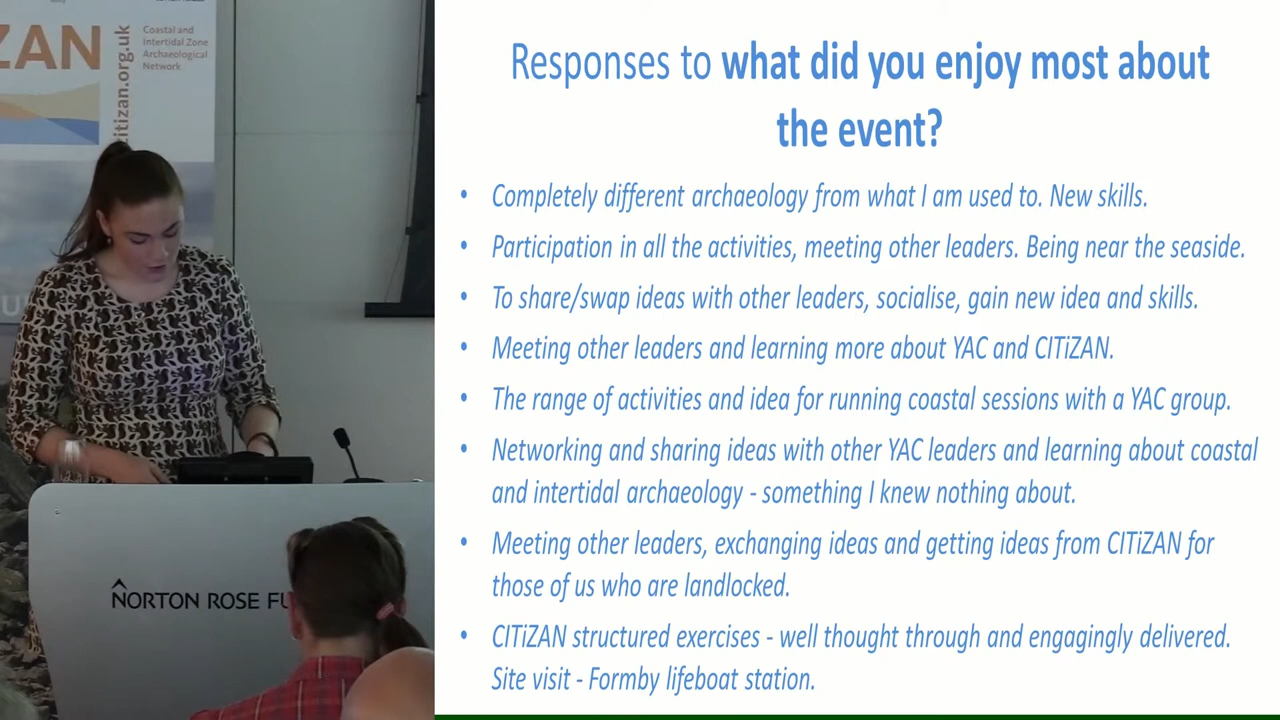 ZAN
citizan.org.uk
Coastal and
Intertidal Zone
Archaeological
Network
NORTON ROSE FU
Responses to what did you enjoy most about
the event?
• Completely different archaeology from what I am used to. New skills.
• Participation in all the activities, meeting other leaders. Being near the seaside.
• To share/swap ideas with other leaders, socialise, gain new idea and skills.
• Meeting other leaders and learning more about YAC and CITiZAN.
• The range of activities and idea for running coastal sessions with a YAC group.
• Networking and sharing ideas with other YAC leaders and learning about coastal
and intertidal archaeology - something I knew nothing about.
• Meeting other leaders, exchanging ideas and getting ideas from CITiZAN for
those of us who are landlocked.
• CITiZAN structured exercises - well thought through and engagingly delivered.
Site visit - Formby lifeboat station.